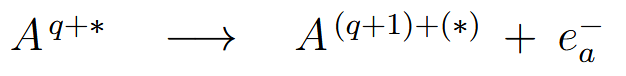 A^{q+*} ⟶ A^{(q+1)+(*)} + e_a^-